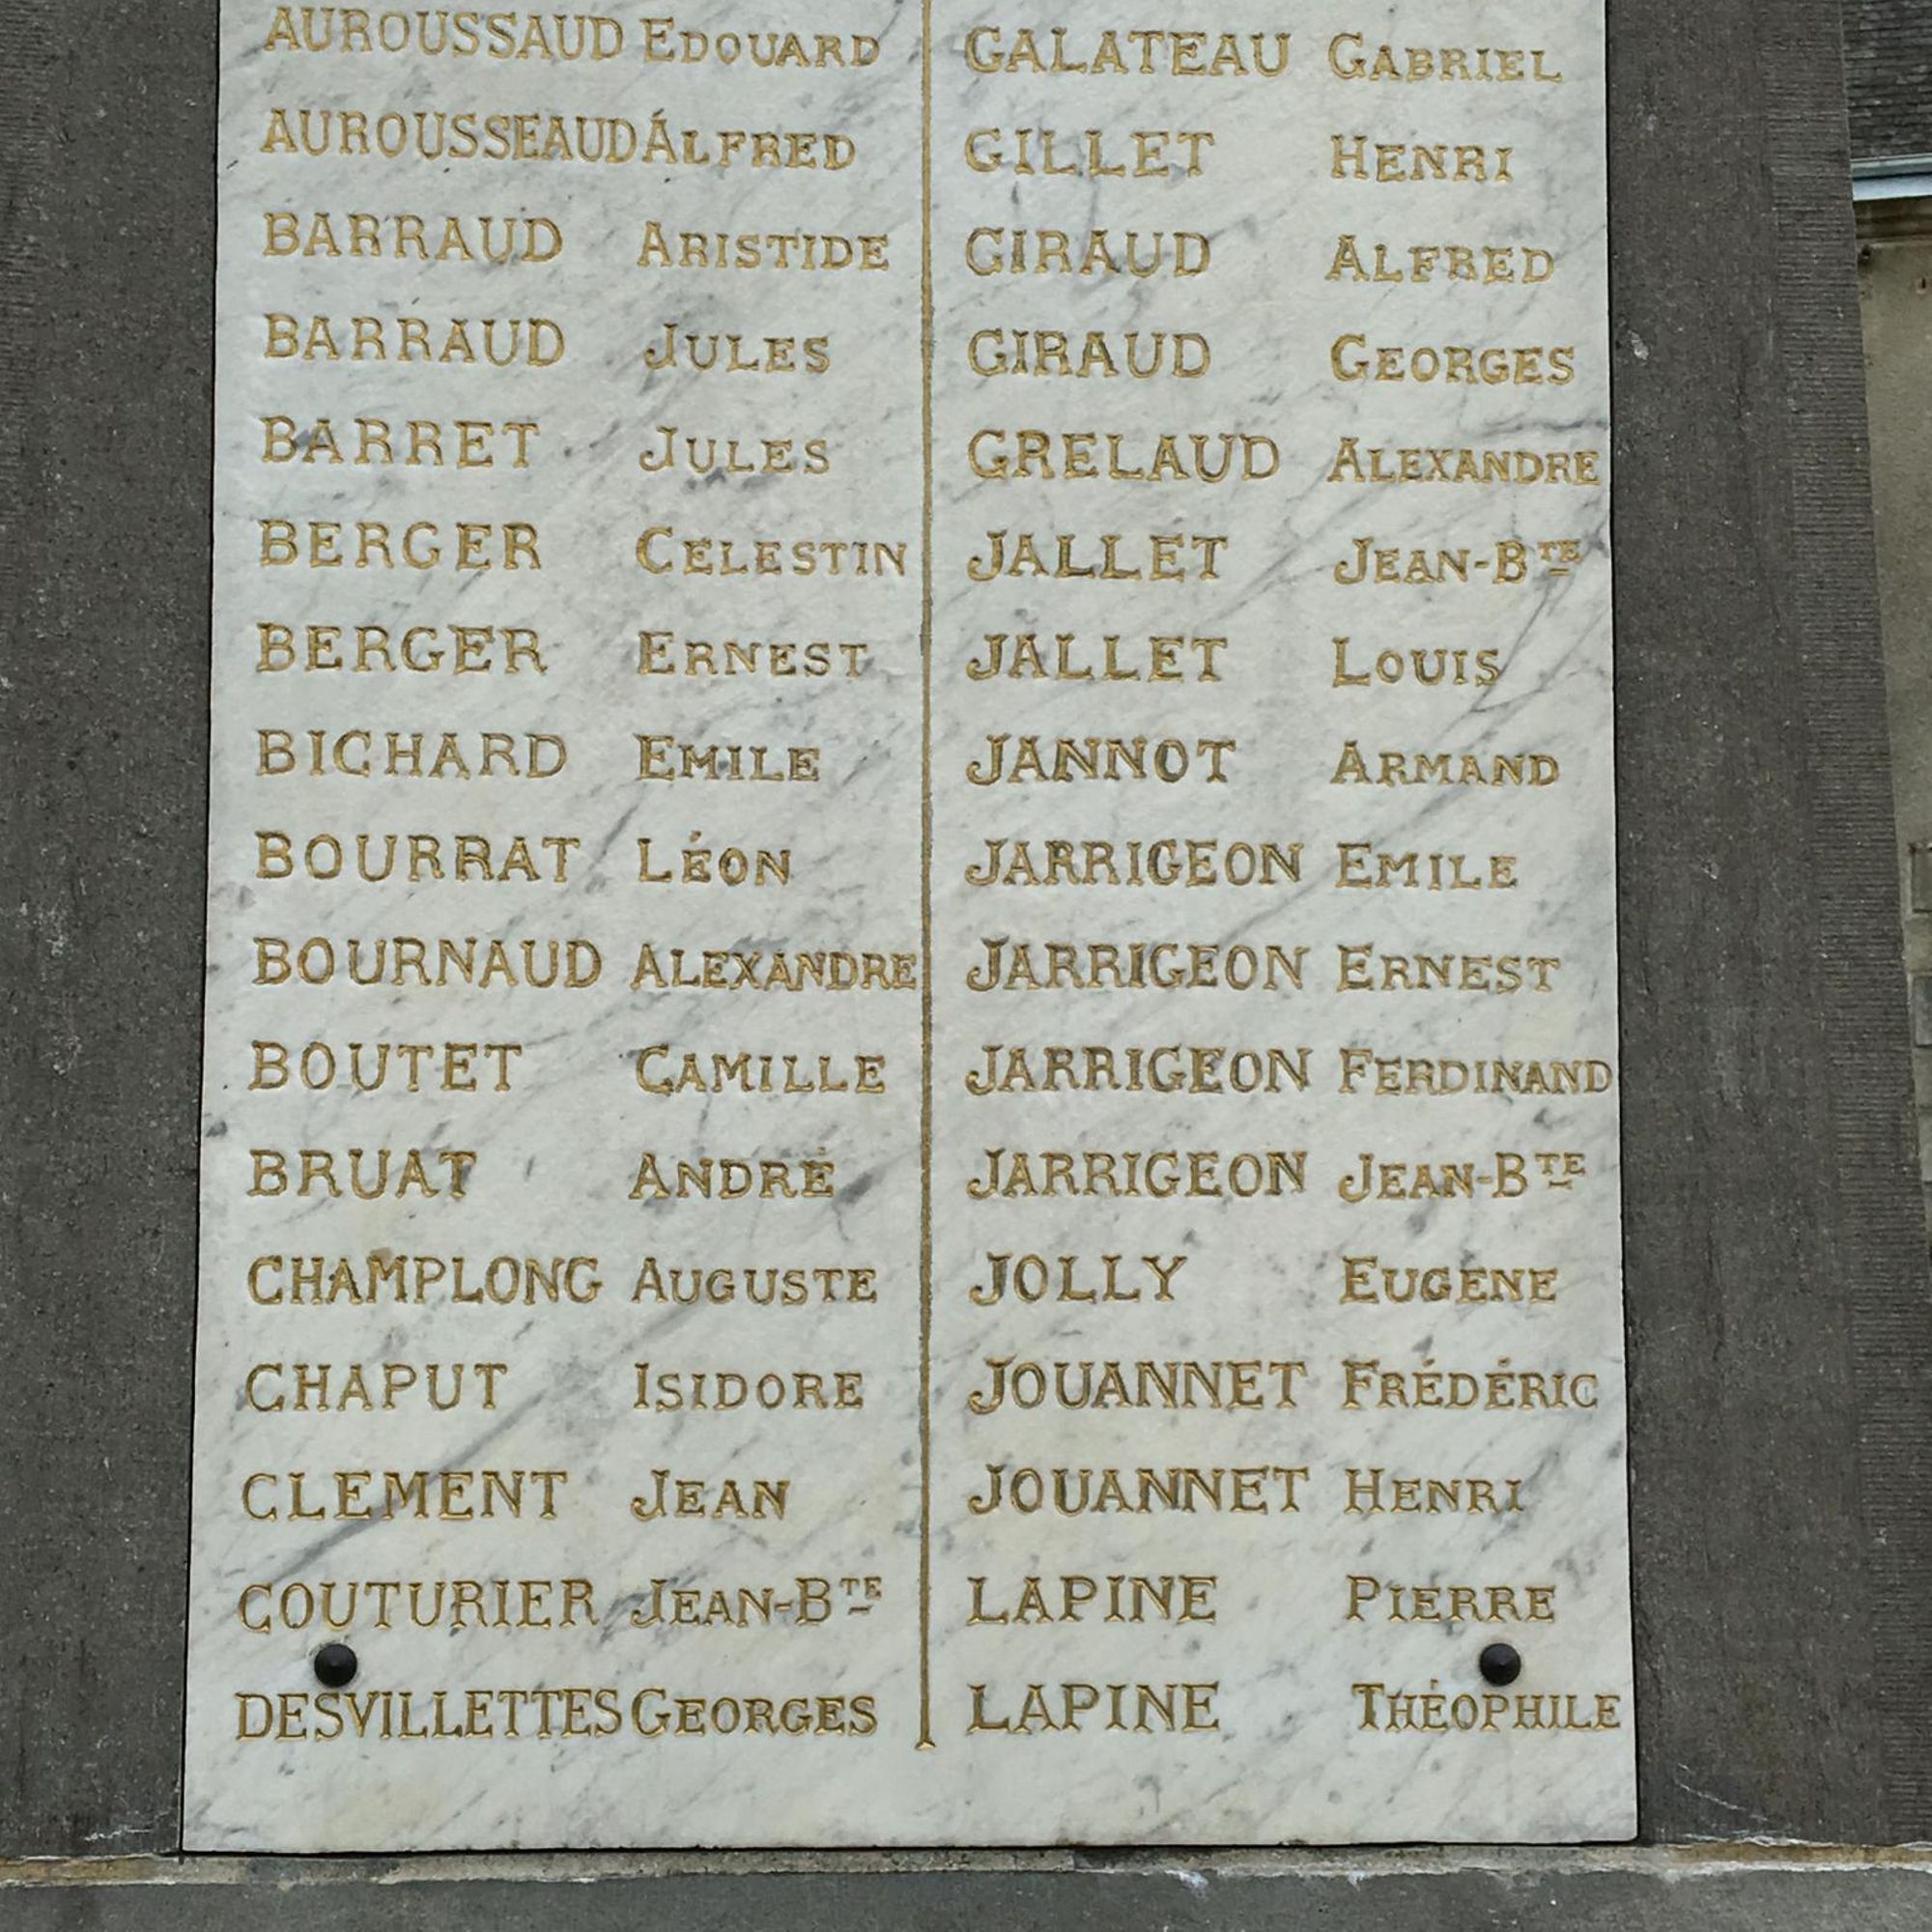 AUROUSSAUD EDOUARD
AUROUSSEAUD ALFRED
BARRAUD ARISTIDE
BARRAUD JULES
BARRET JULES
BERGER CELESTIN
BERGER ERNEST
BICHARD EMILE
BOURRAT LÉON
BOURNAUD ALEXANDRE
BOUTET CAMILLE
BRUAT ANDRÉ
CHAMPLONG AUGUSTE
CHAPUT ISIDORE
CLEMENT JEAN
COUTURIER JEAN-BTE
DESVILLETTES GEORGES
GALATEAU GABRIEL
GILLET HENRI
GIRAUD ALFRED
GIRAUD GEORGES
GRELAUD ALEXANDRE
JALLET JEAN-BTE
JALLET LOUIS
JANNOT ARMAND
JARRIGEON EMILE
JARRIGEON ERNEST
JARRIGEON FERDINAND
JARRIGEON JEAN-BTE
JOLLY EUGENE
JOUANNET FRÉDÉRIC
JOUANNET HENRI
LAPINE PIERRE
LAPINE THÉOPHILE